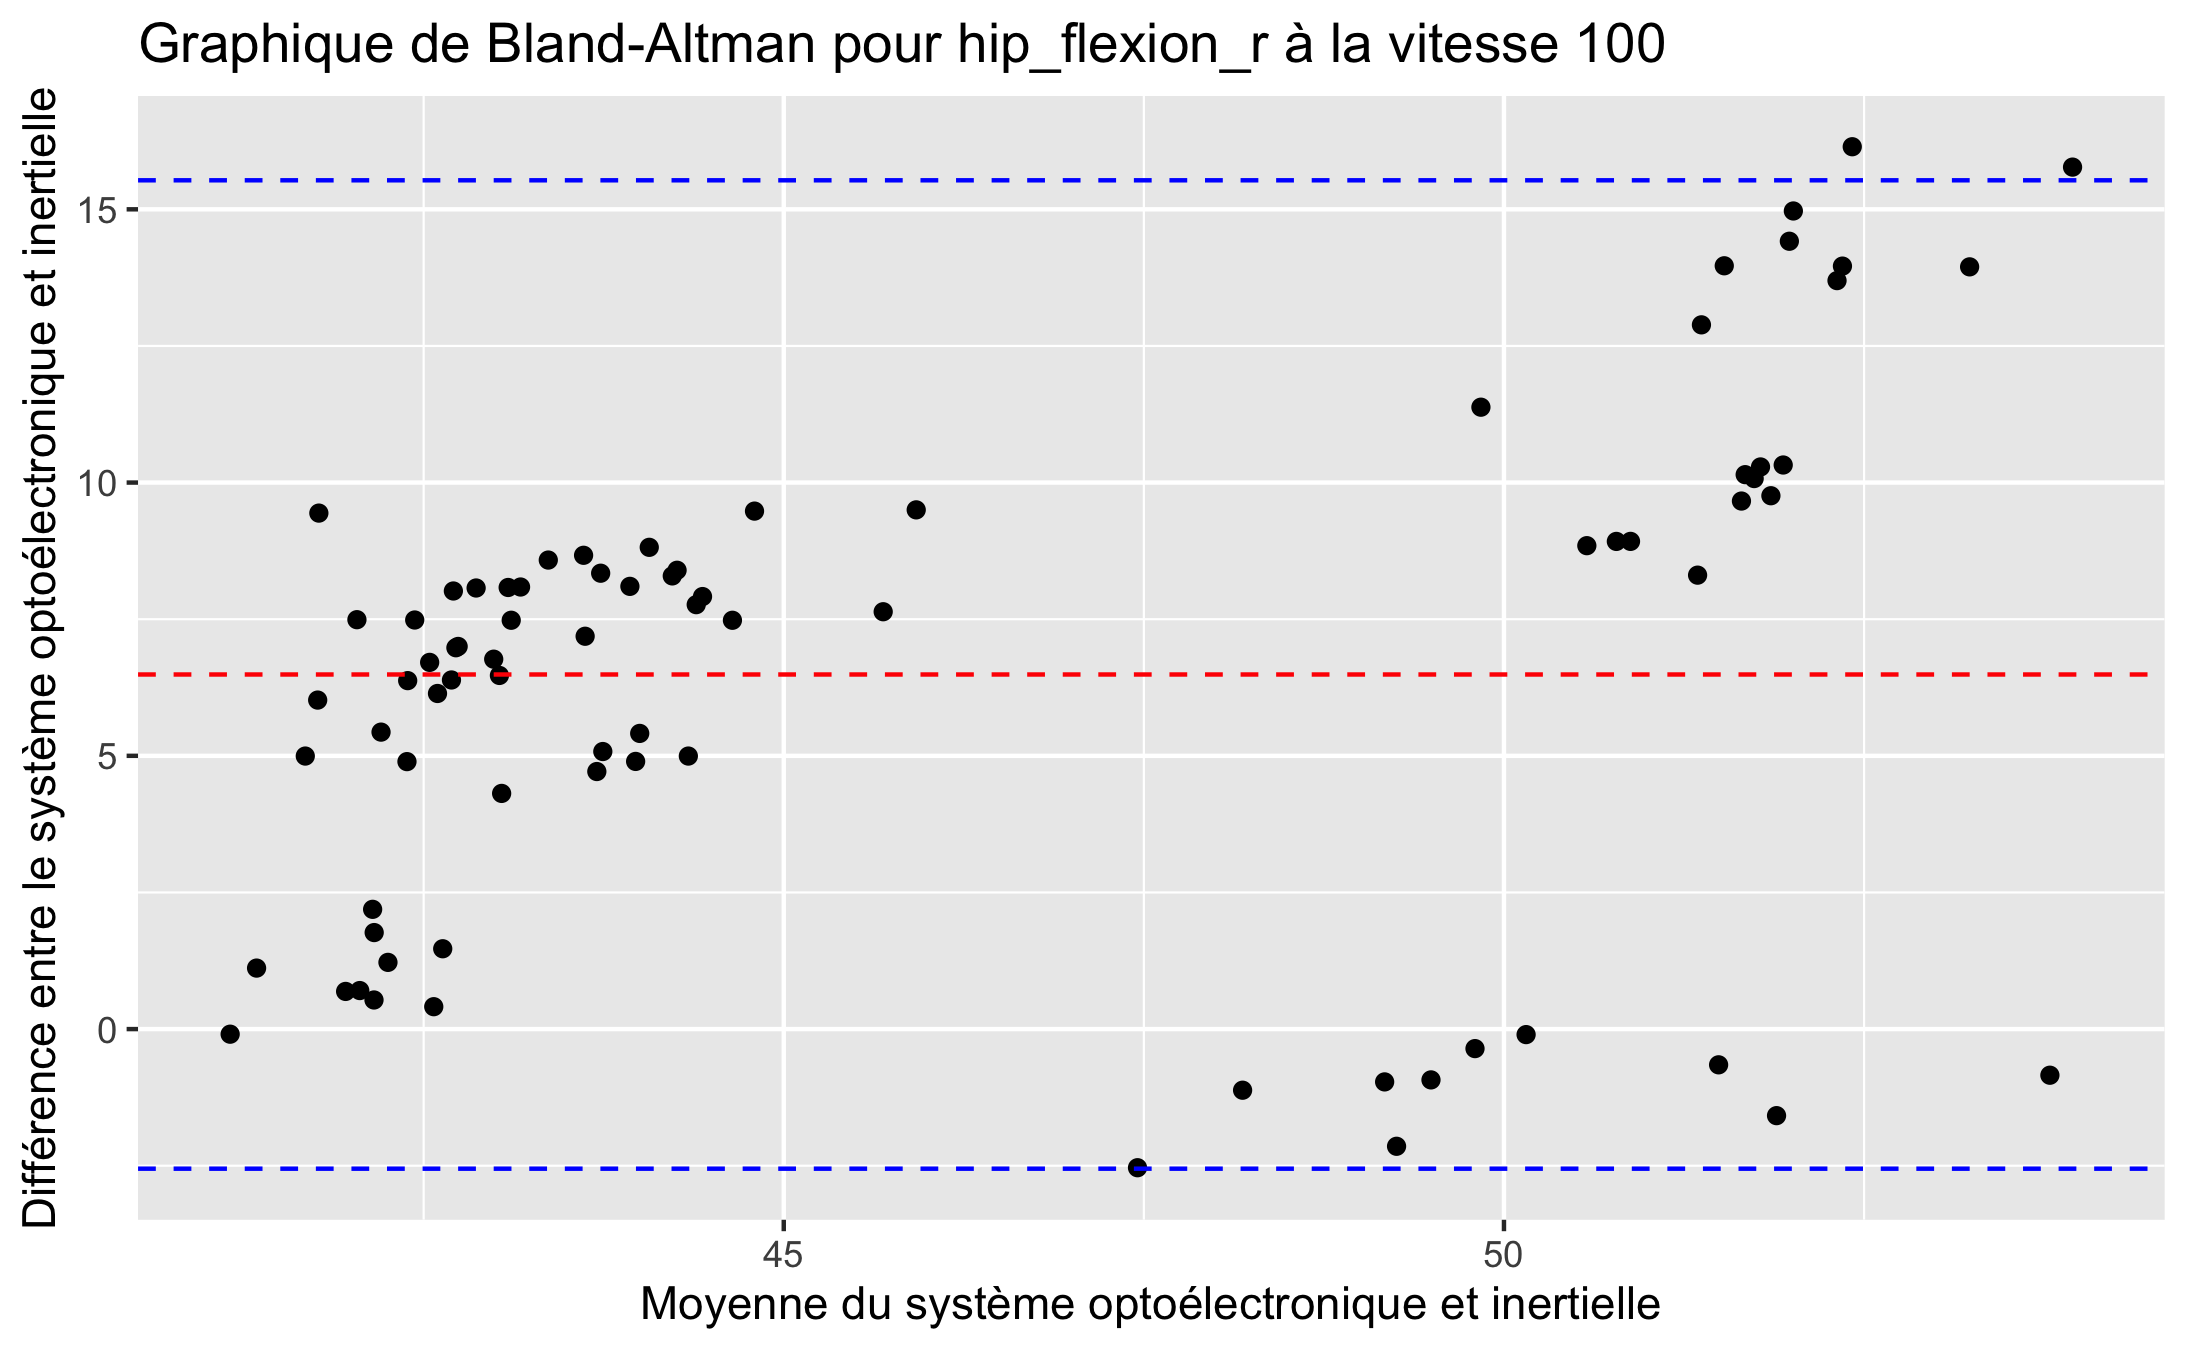 Graphique de Bland-Altman pour hip_flexion_r à la vitesse 100
Différence entre le système optoélectronique et inertielle
15
10
5
0
45
50
Moyenne du système optoélectronique et inertielle